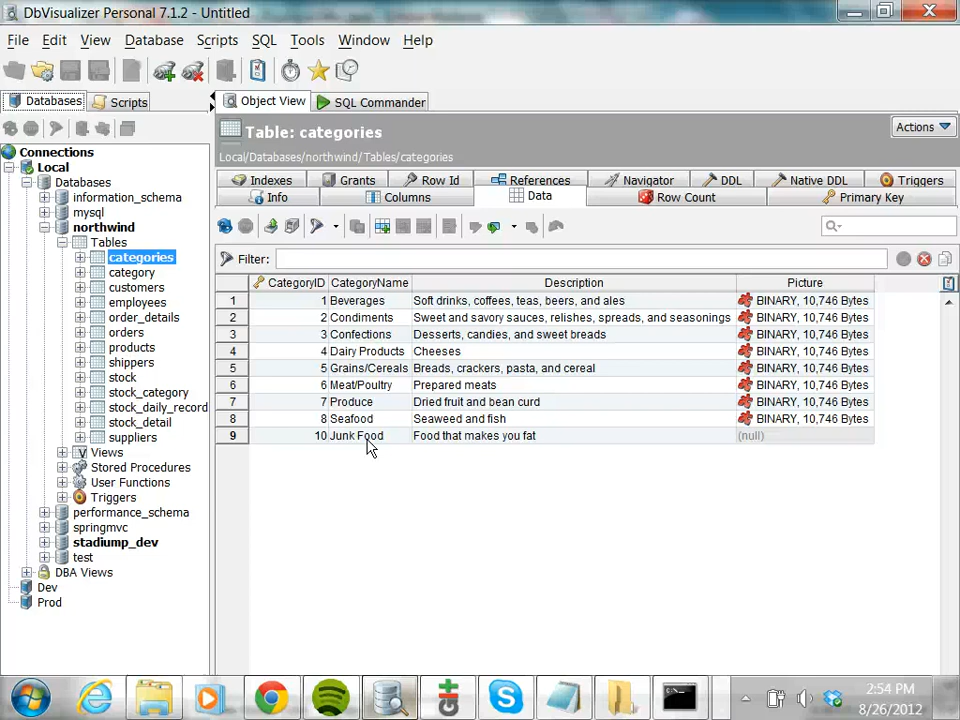 DbVisualizer Personal 7.1.2 - Untitled
File Edit View Database Scripts SQL Tools Window Help
Databases Scripts
Object View SQL Commander
Connections
Local
Databases
information_schema
mysql
northwind
Tables
categories
category
customers
employees
order_details
orders
products
shippers
stock
stock_category
stock_daily_record
stock_detail
suppliers
Views
Stored Procedures
User Functions
Triggers
performance_schema
springmvc
stadiump_dev
test
DBA Views
Dev
Prod
Table: categories
Actions
Local/Databases/northwind/Tables/categories
Indexes Grants Row Id References Navigator DDL Native DDL Triggers
Info Columns Data Row Count Primary Key
Filter:
CategoryID CategoryName Description Picture
1 1 Beverages Soft drinks, coffees, teas, beers, and ales BINARY, 10,746 Bytes
2 2 Condiments Sweet and savory sauces, relishes, spreads, and seasonings BINARY, 10,746 Bytes
3 3 Confections Desserts, candies, and sweet breads BINARY, 10,746 Bytes
4 4 Dairy Products Cheeses BINARY, 10,746 Bytes
5 5 Grains/Cereals Breads, crackers, pasta, and cereal BINARY, 10,746 Bytes
6 6 Meat/Poultry Prepared meats BINARY, 10,746 Bytes
7 7 Produce Dried fruit and bean curd BINARY, 10,746 Bytes
8 8 Seafood Seaweed and fish BINARY, 10,746 Bytes
9 10 Junk Food Food that makes you fat (null)
2:54 PM
8/26/2012